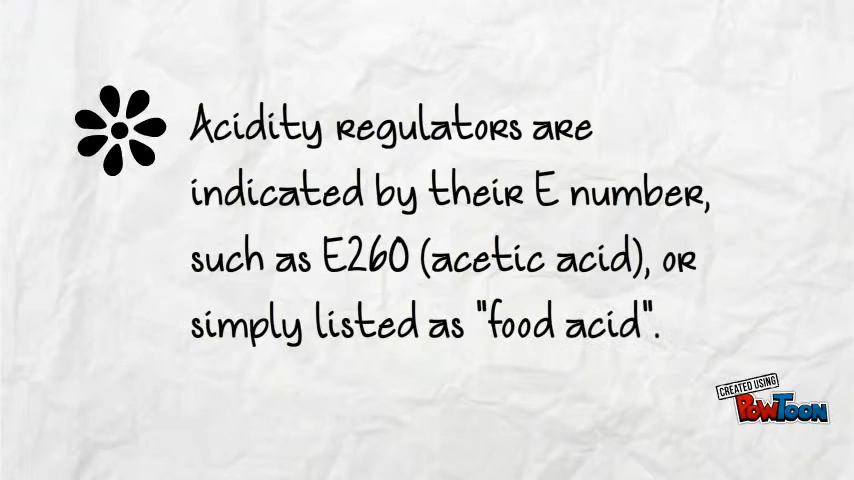 Acidity regulators are
indicated by their E number,
such as E260 (acetic acid), or
simply listed as "food acid".
CREATED USING
POWTOON